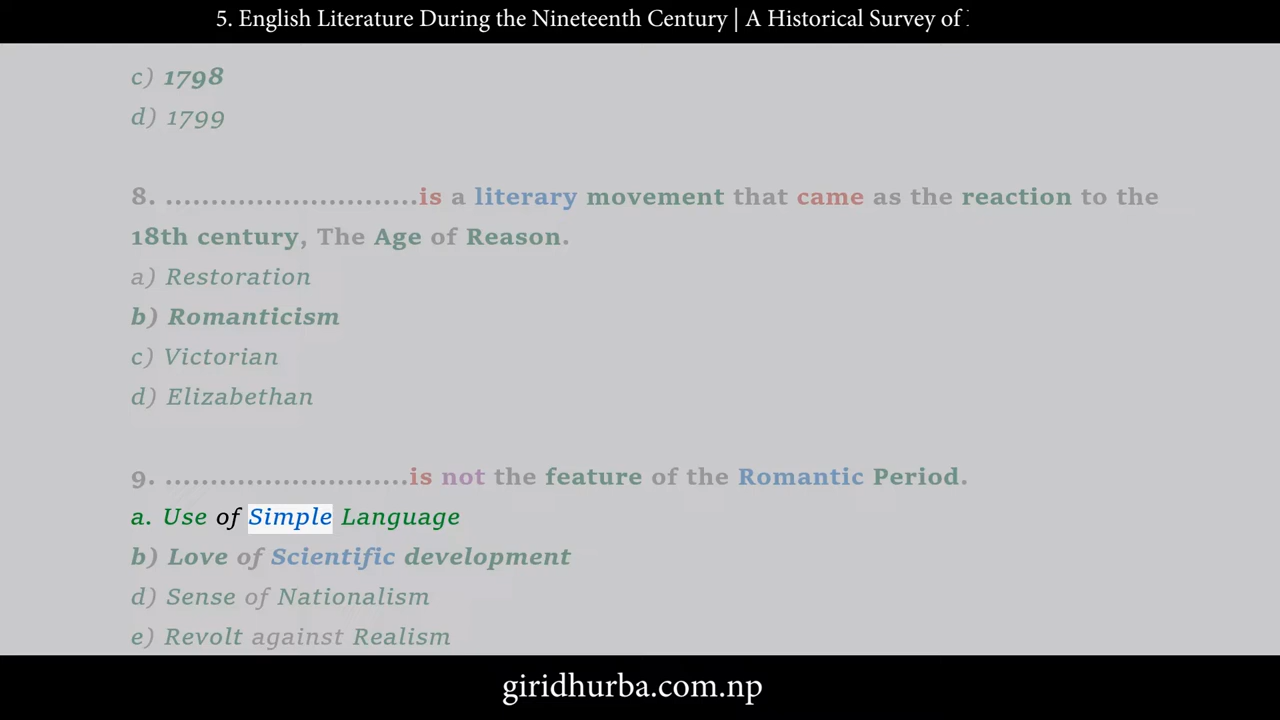 5. English Literature During the Nineteenth Century | A Historical Survey of
c) 1798
d) 1799
8. ............................is a literary movement that came as the reaction to the
18th century, The Age of Reason.
a) Restoration
b) Romanticism
c) Victorian
d) Elizabethan
9. ...........................is not the feature of the Romantic Period.
a. Use of Simple Language
b) Love of Scientific development
d) Sense of Nationalism
e) Revolt against Realism
giridhurba.com.np